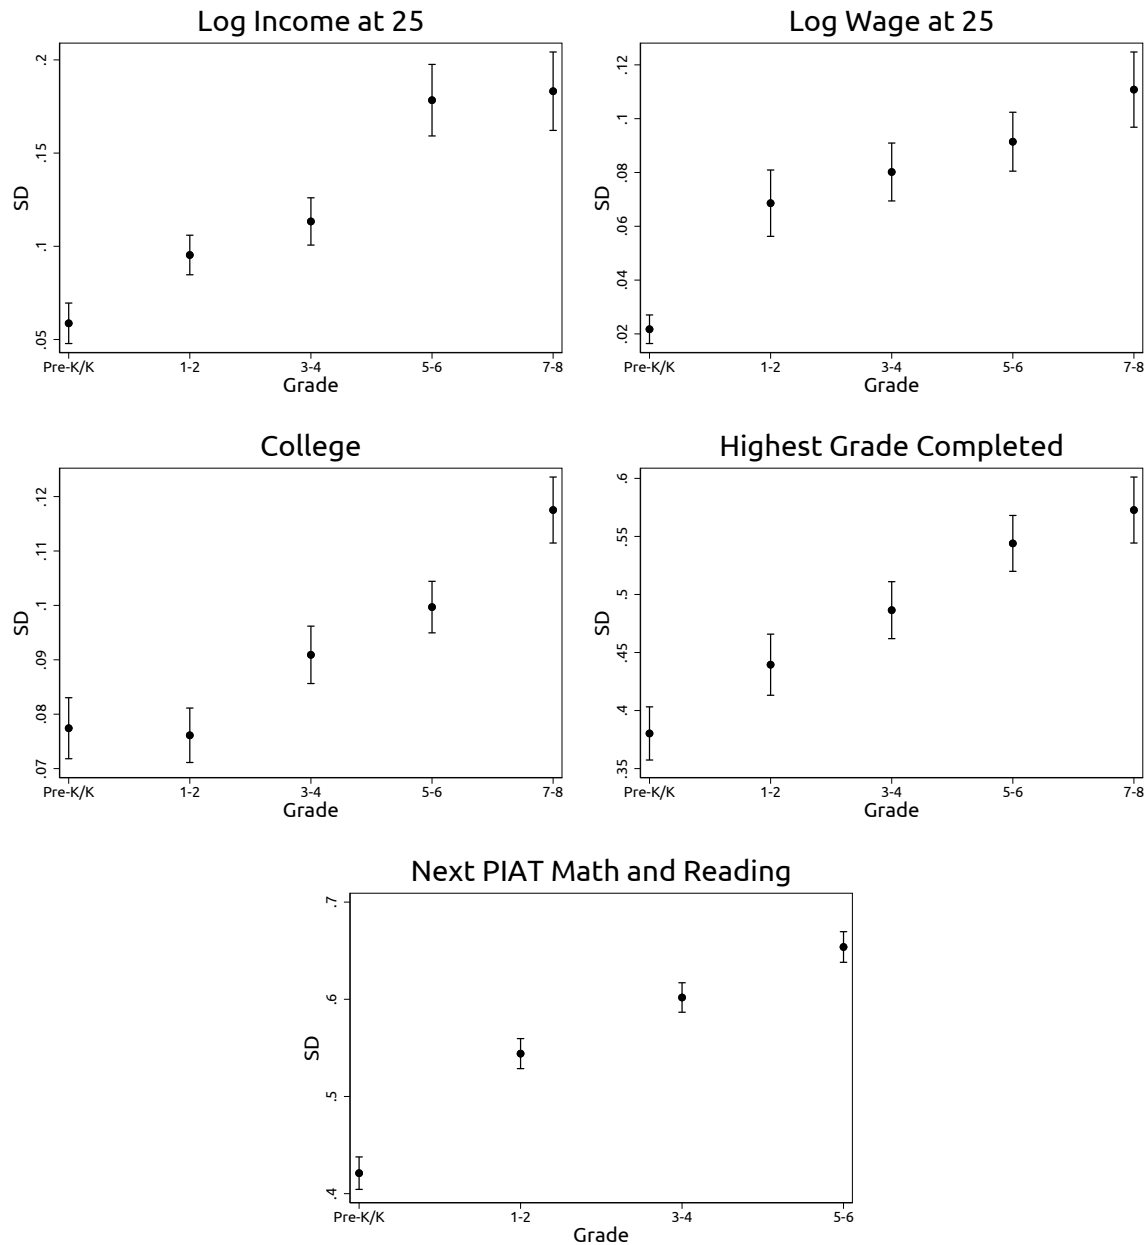 Log Income at 25
SD
.2
.15
.1
.05
Pre-K/K 1-2 3-4 5-6 7-8
Grade
Log Wage at 25
SD
.12
.1
.08
.06
.04
.02
Pre-K/K 1-2 3-4 5-6 7-8
Grade
College
SD
.12
.11
.1
.09
.08
.07
Pre-K/K 1-2 3-4 5-6 7-8
Grade
Highest Grade Completed
SD
.6
.55
.5
.45
.4
.35
Pre-K/K 1-2 3-4 5-6 7-8
Grade
Next PIAT Math and Reading
SD
.7
.6
.5
.4
Pre-K/K 1-2 3-4 5-6
Grade